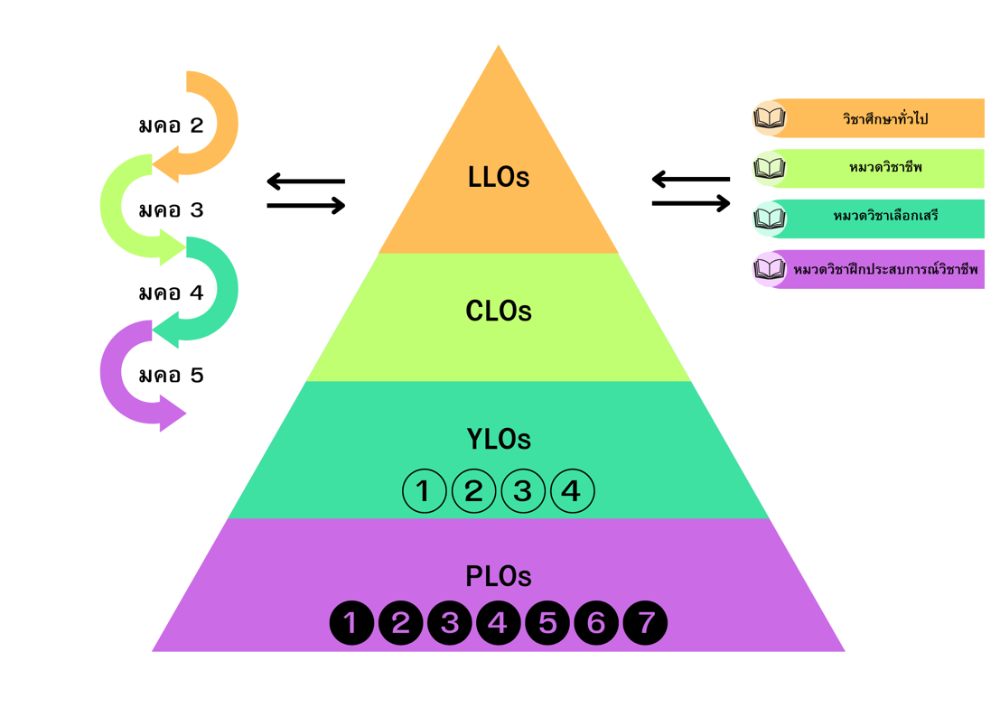 มคอ 2
มคอ 3
มคอ 4
มคอ 5
LLOs
CLOs
YLOs
1 2 3 4
PLOs
1 2 3 4 5 6 7
วิชาศึกษาทั่วไป
หมวดวิชาชีพ
หมวดวิชาเลือกเสรี
หมวดวิชาฝึกประสบการณ์วิชาชีพ